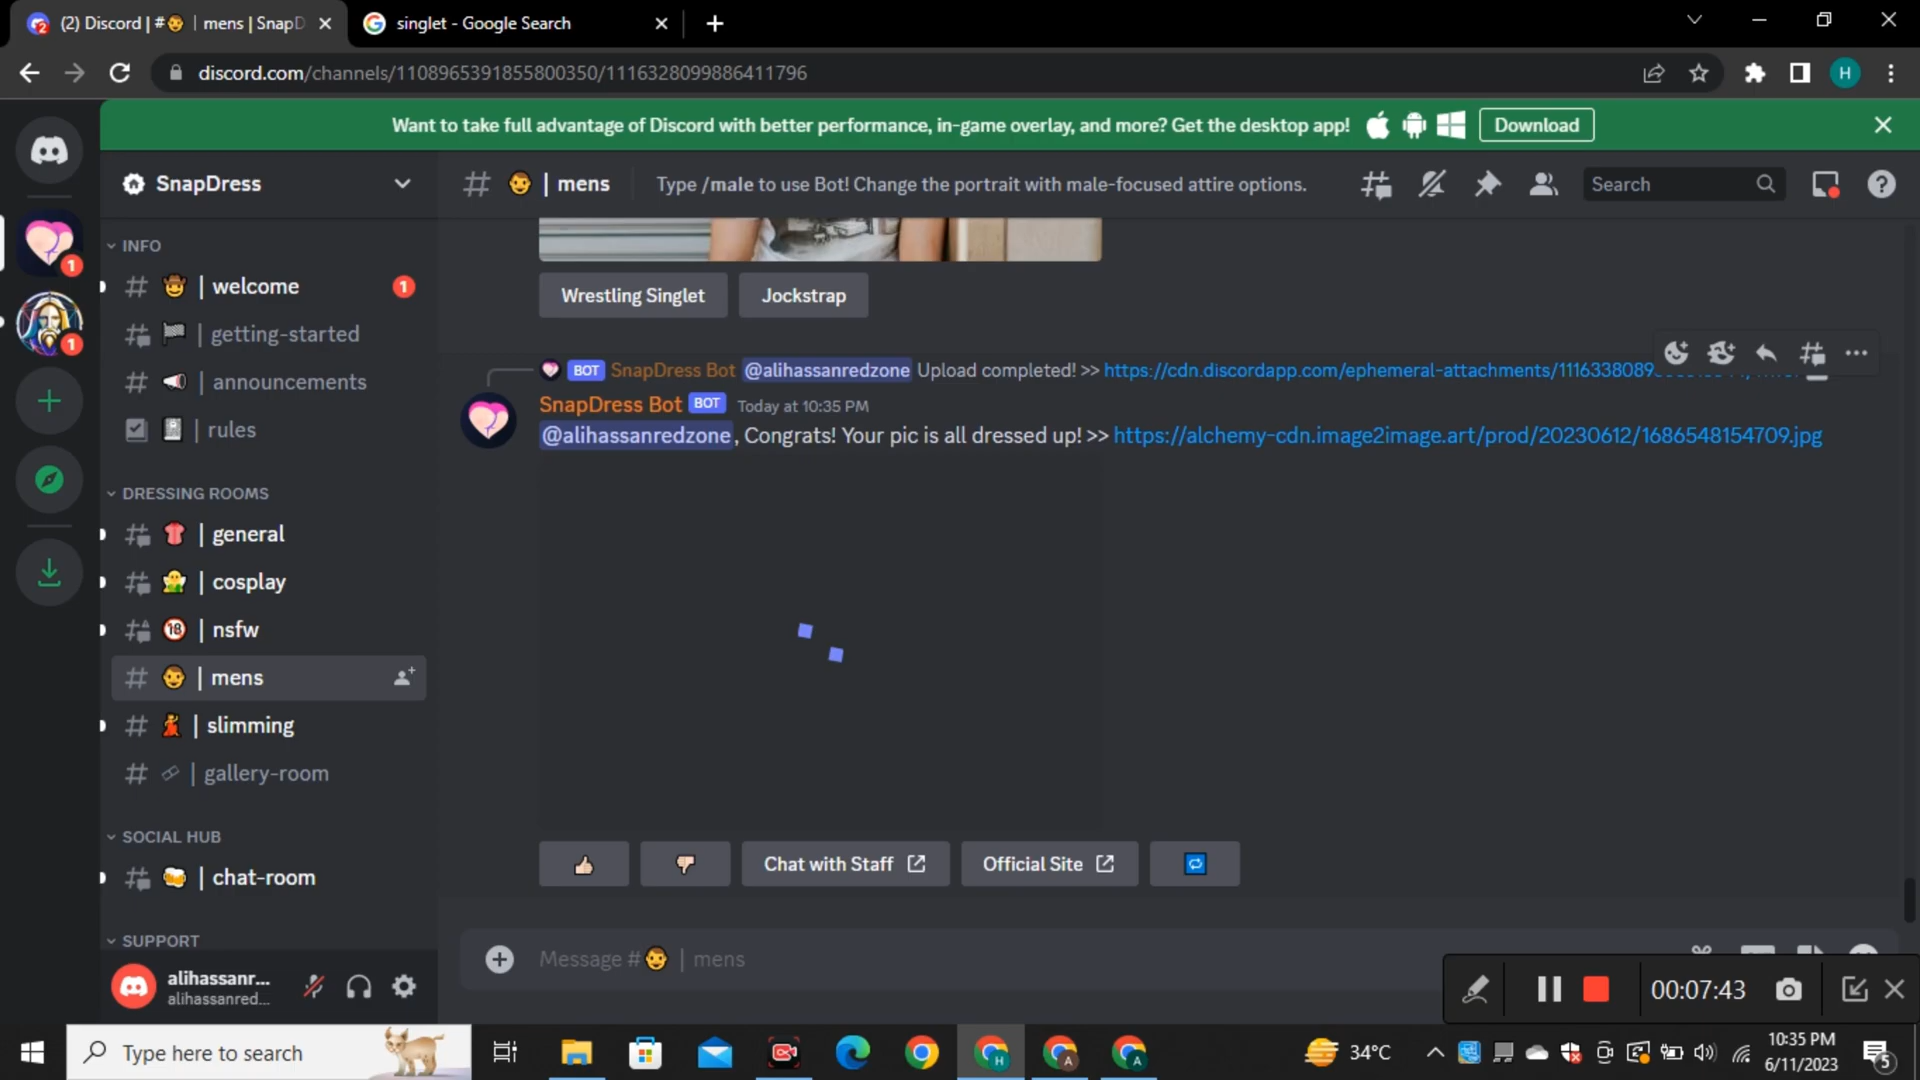 (2) Discord | # | mens | SnapD
singlet - Google Search
discord.com/channels/1108965391855800350/1116328099886411796
H
Want to take full advantage of Discord with better performance, in-game overlay, and more? Get the desktop app!
Download
SnapDress
# | mens
Type /male to use Bot! Change the portrait with male-focused attire options.
Search
INFO
| welcome
1
| getting-started
| announcements
| rules
DRESSING ROOMS
| general
| cosplay
18 | nsfw
| mens
| slimming
| gallery-room
SOCIAL HUB
| chat-room
SUPPORT
alihassanr...
alihassanred...
1
1
Wrestling Singlet
Jockstrap
BOT SnapDress Bot @alihassanredzone Upload completed! >> https://cdn.discordapp.com/ephemeral-attachments/
SnapDress Bot BOT Today at 10:35 PM
@alihassanredzone, Congrats! Your pic is all dressed up! >> https://alchemy-cdn.image2image.art/prod/20230612/1686548154709.jpg
Chat with Staff
Official Site
Message # | mens
00:07:43
Type here to search
H
A
A
34°C
10:35 PM
6/11/2023
5